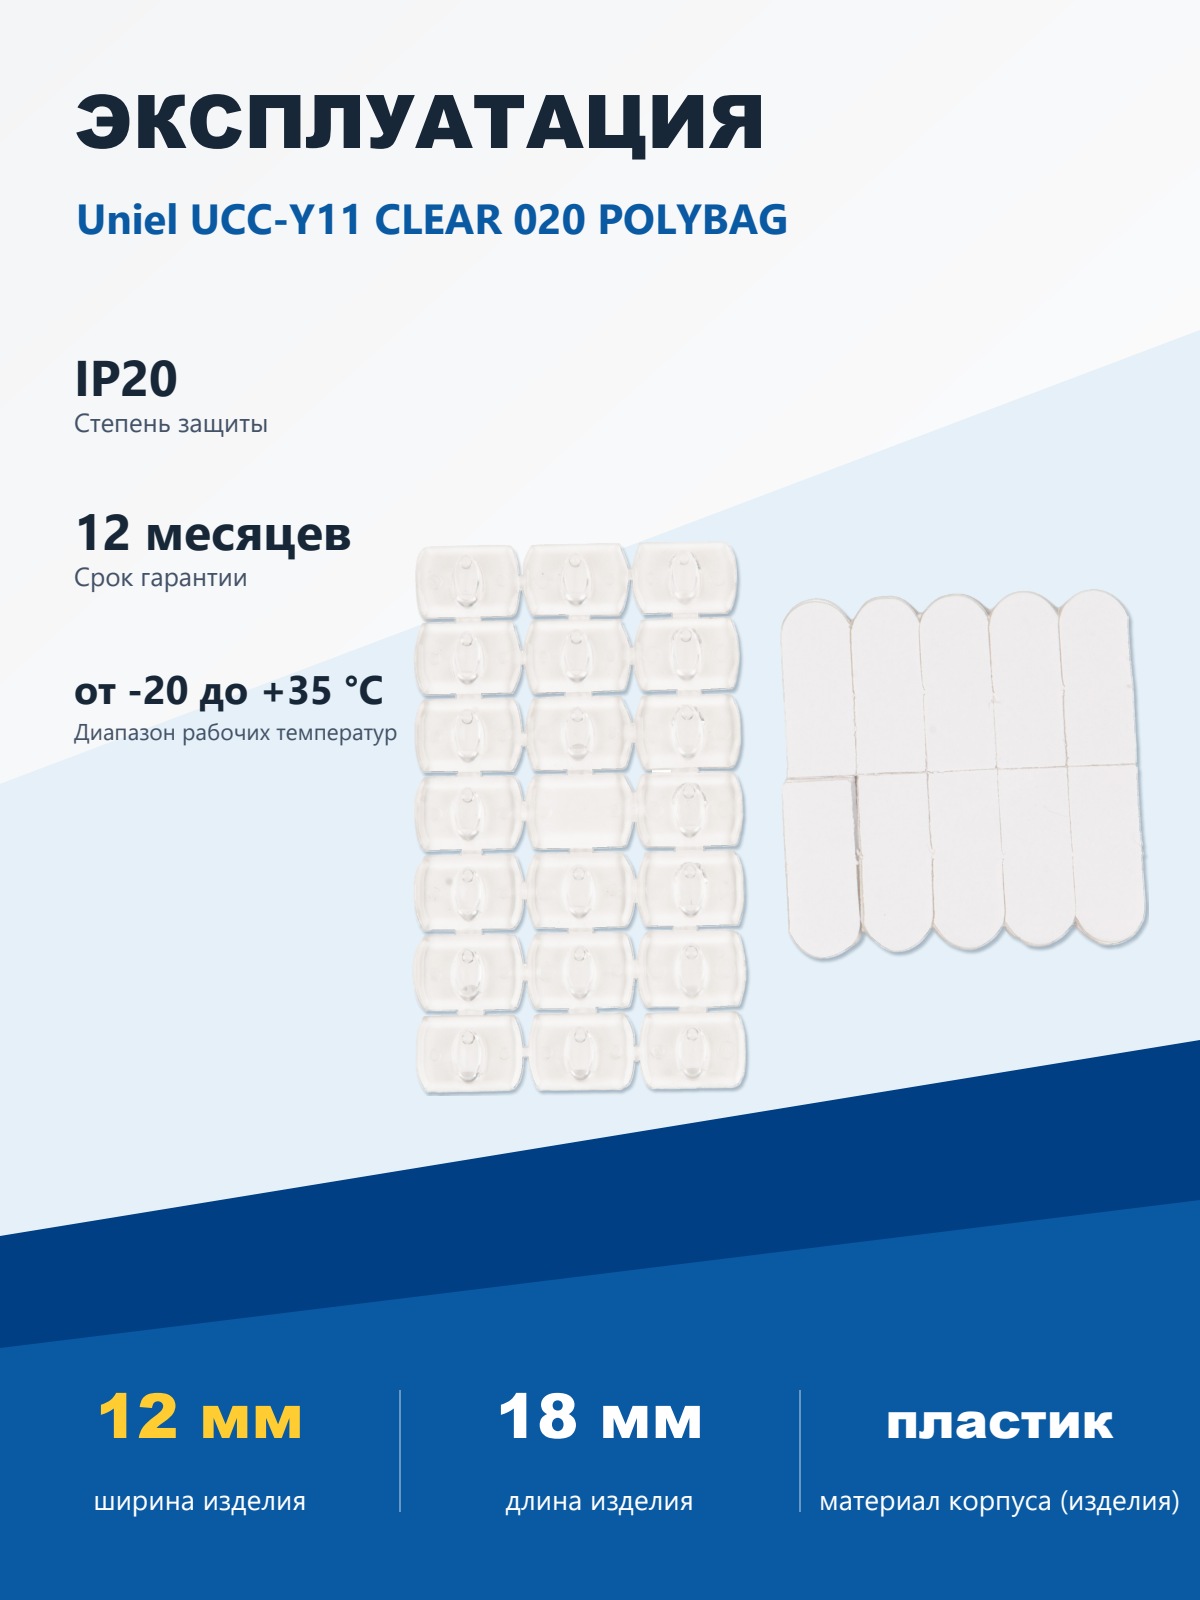 ЭКСПЛУАТАЦИЯ
Uniel UCC-Y11 CLEAR 020 POLYBAG
IP20
Степень защиты
12 месяцев
Срок гарантии
от -20 до +35 °C
Диапазон рабочих температур
12 мм
ширина изделия
18 мм
длина изделия
пластик
материал корпуса (изделия)